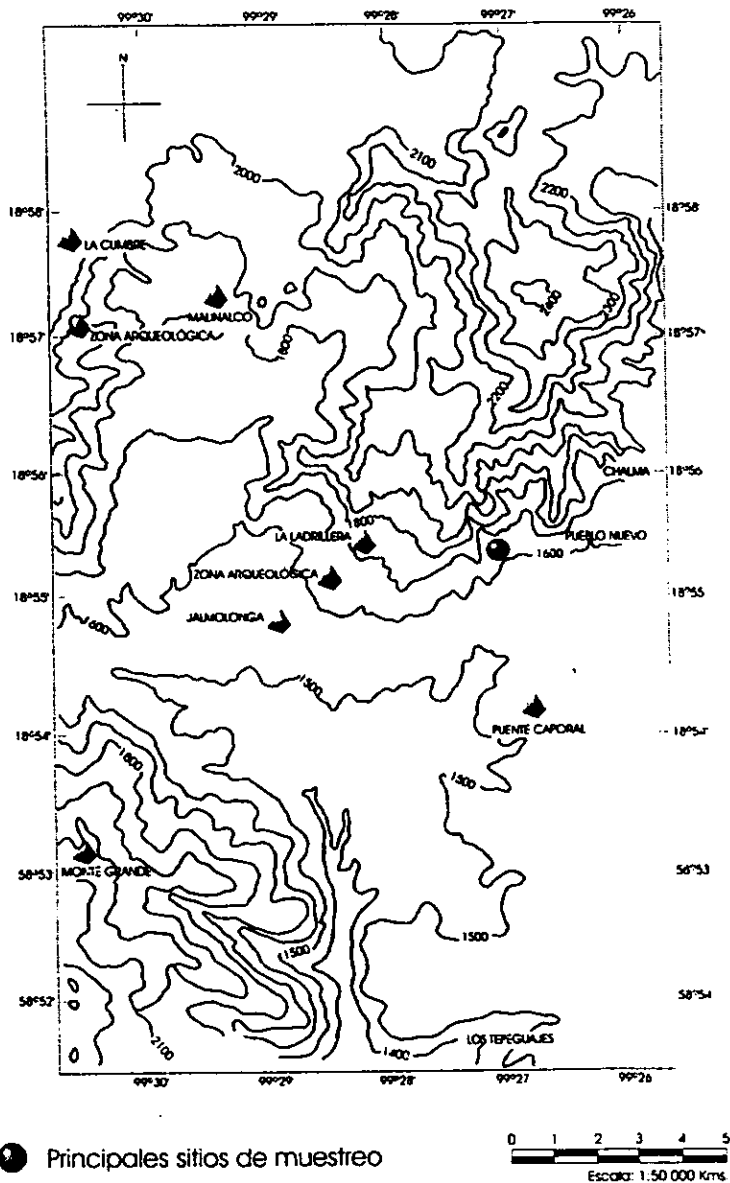 99°30' 99°29' 99°28' 99°27' 99°26
N
2000
2100
2200
18°58' 18°58'
LA CUMBRE
MALINALCO
2400
2300
ZONA ARQUEOLÓGICA
18°57' 18°57'
1800
2200
18°56' 18°56
CHALMA
LA LADRILLERA
1800
PUEBLO NUEVO
1600
ZONA ARQUEOLÓGICA
18°55' 18°55
JALMOLONGA
1600
1500
PUENTE CAPORAL
18°54' 18°54'
1800
1500
MONTE GRANDE
58°53' 58°53
1500
1500
58°52' 58°54
LOS TEPEGUAJES
2100
1400
99°30' 99°29' 99°28' 99°27 99°26
Principales sitios de muestreo
0 1 2 3 4 5
Escala: 1:50 000 Kms.